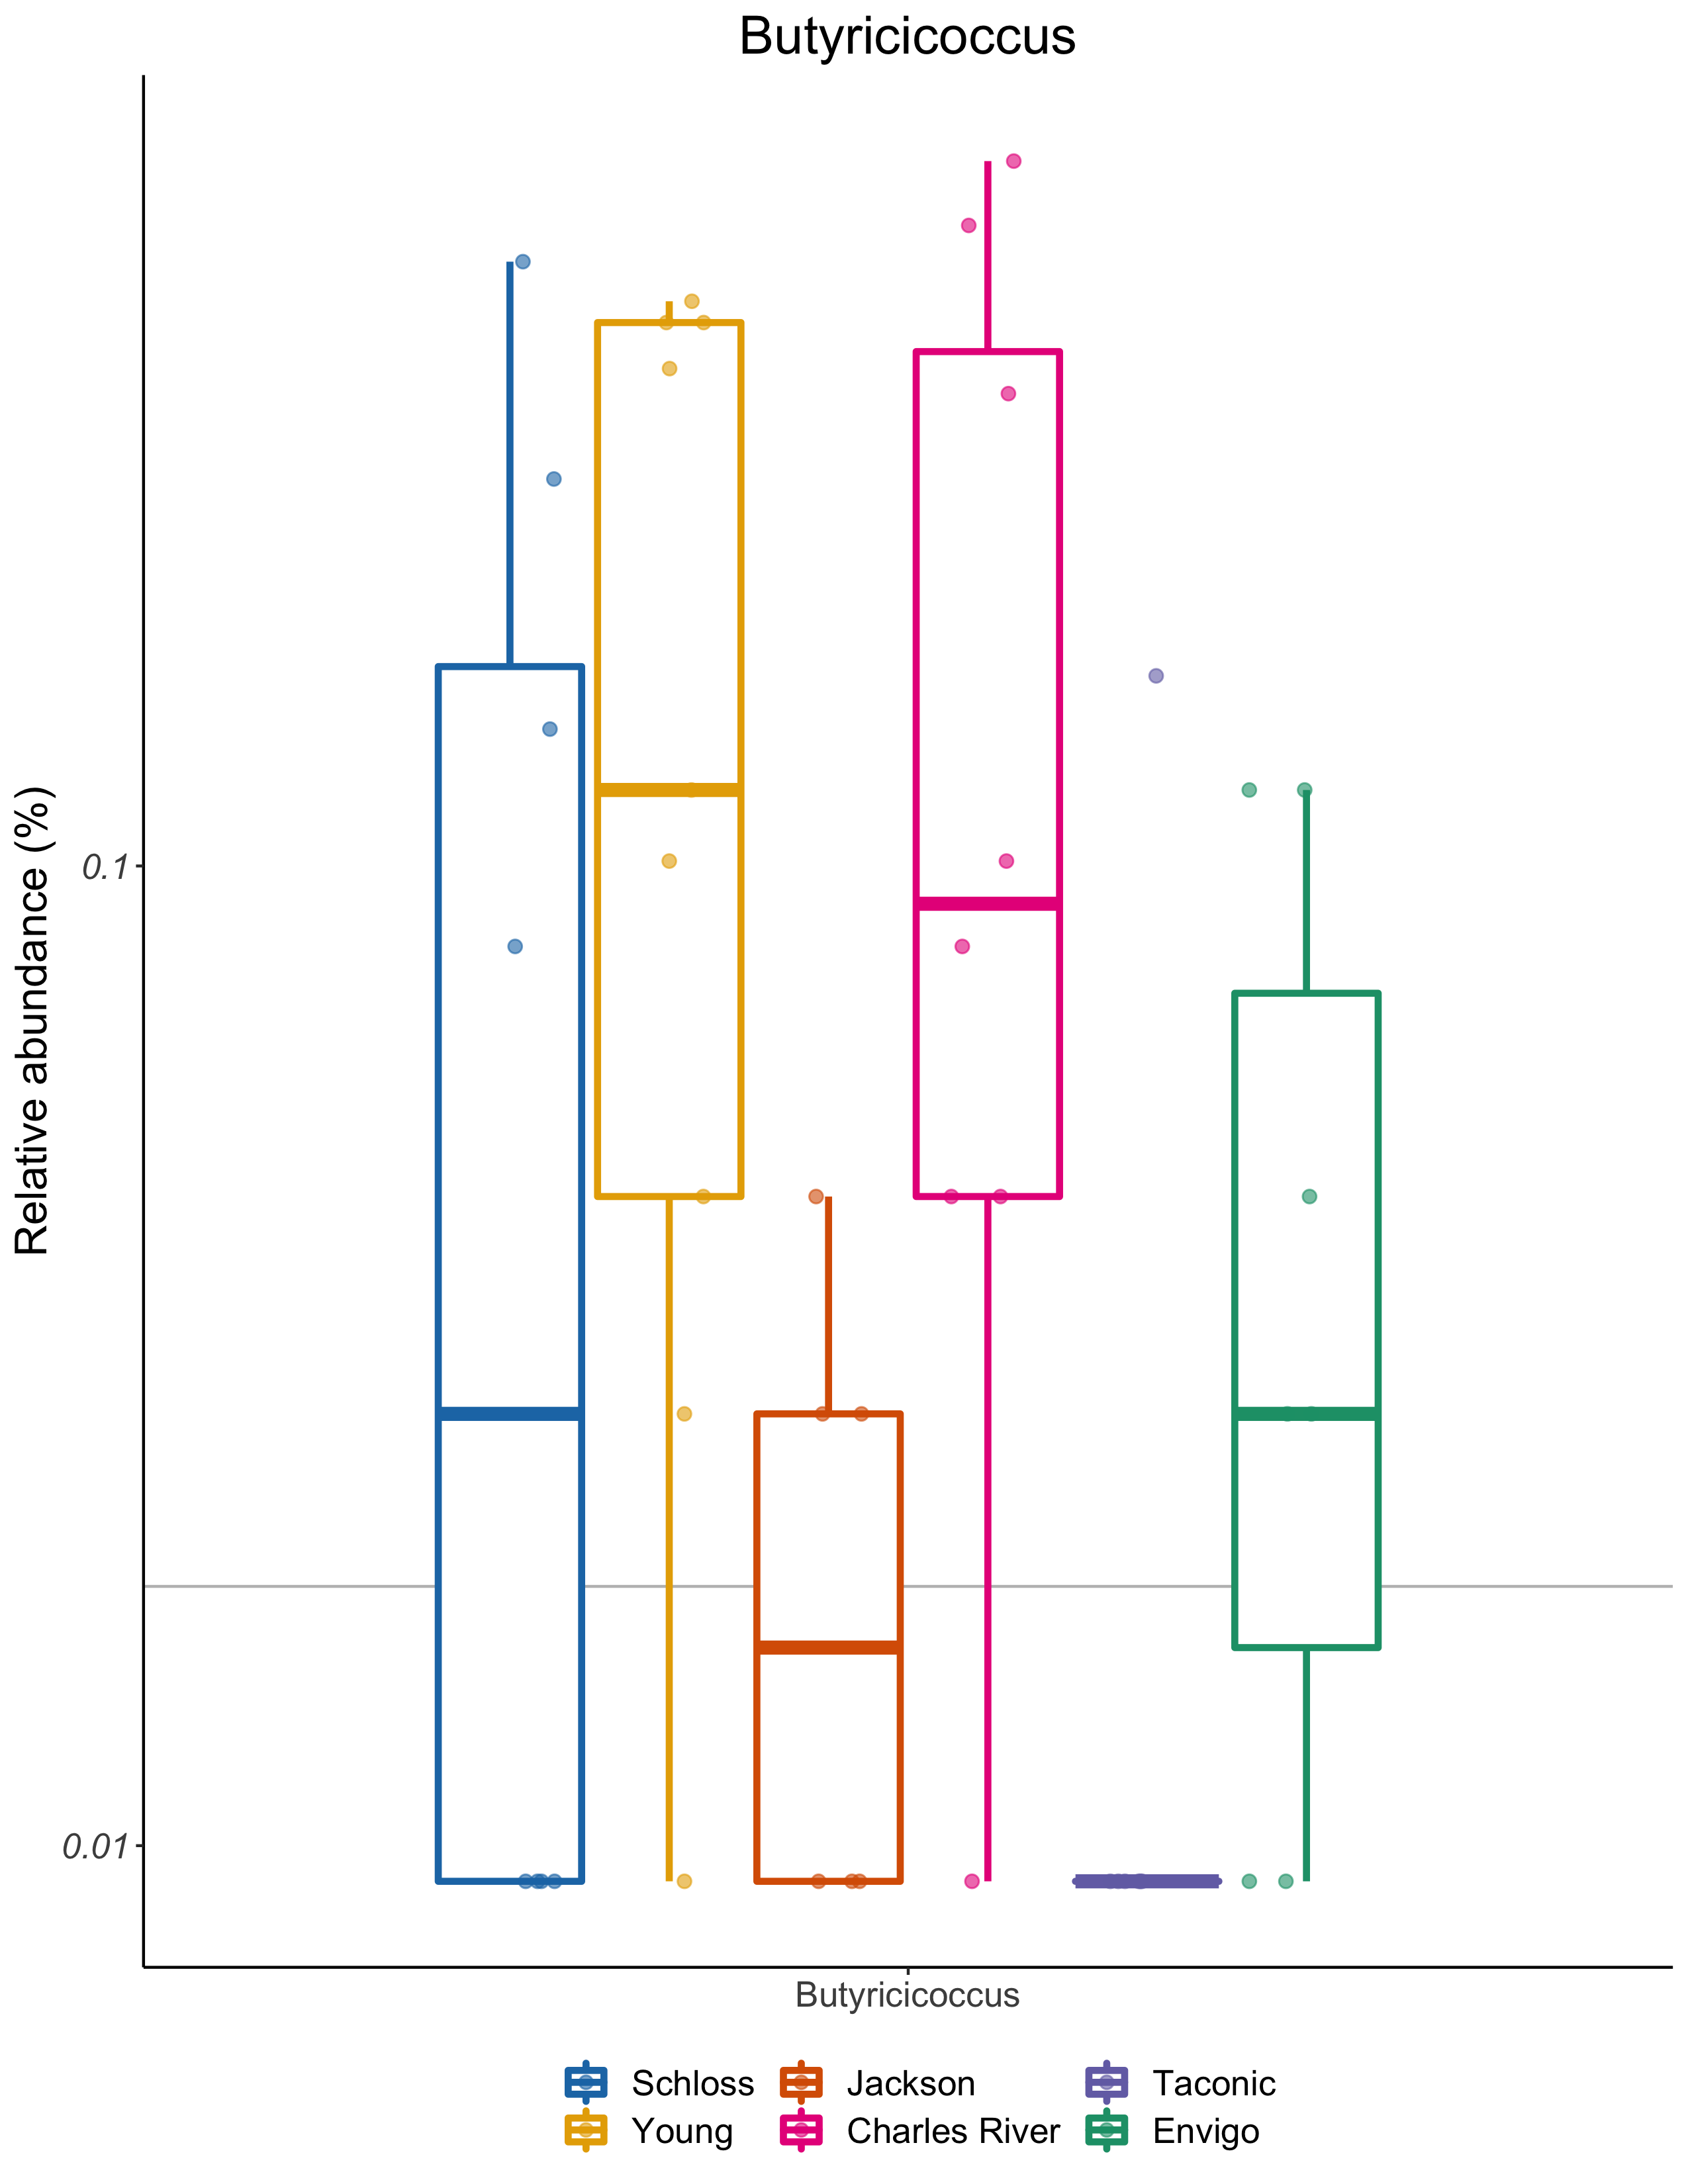 Butyricicoccus
Relative abundance (%)
0.1
0.01
Butyricicoccus
Schloss
Jackson
Taconic
Young
Charles River
Envigo